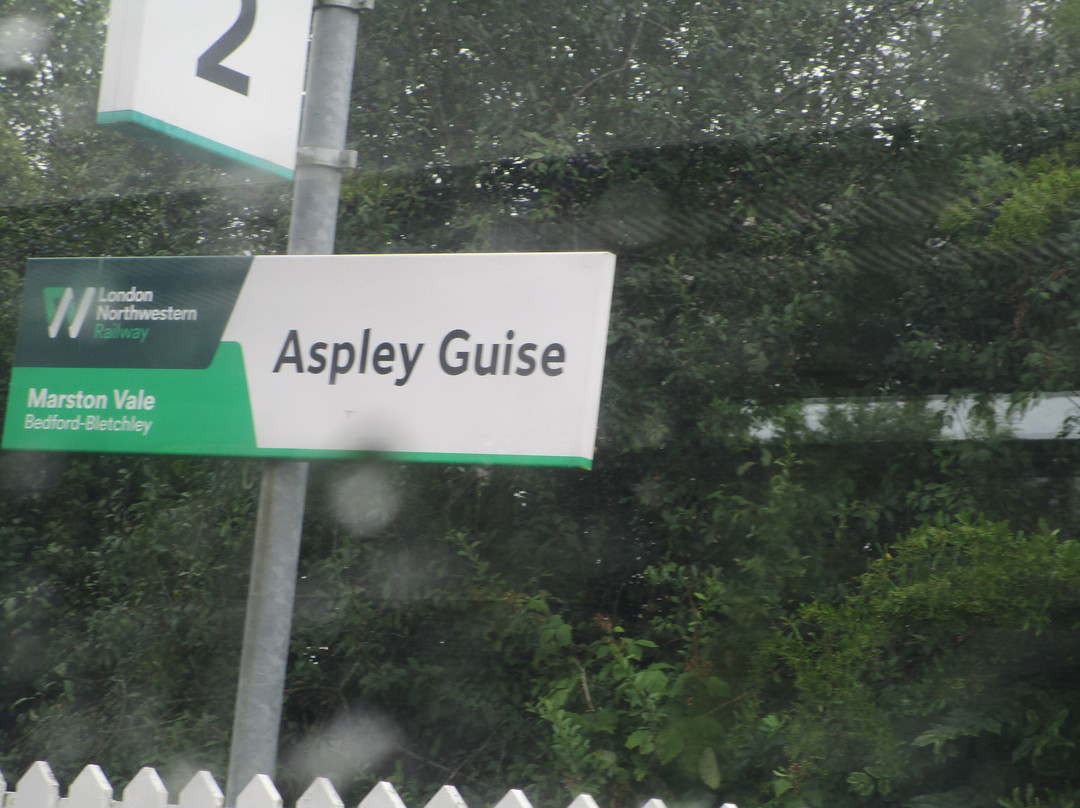 2
London
Northwestern
Railway
Marston Vale
Bedford-Bletchley
Aspley Guise